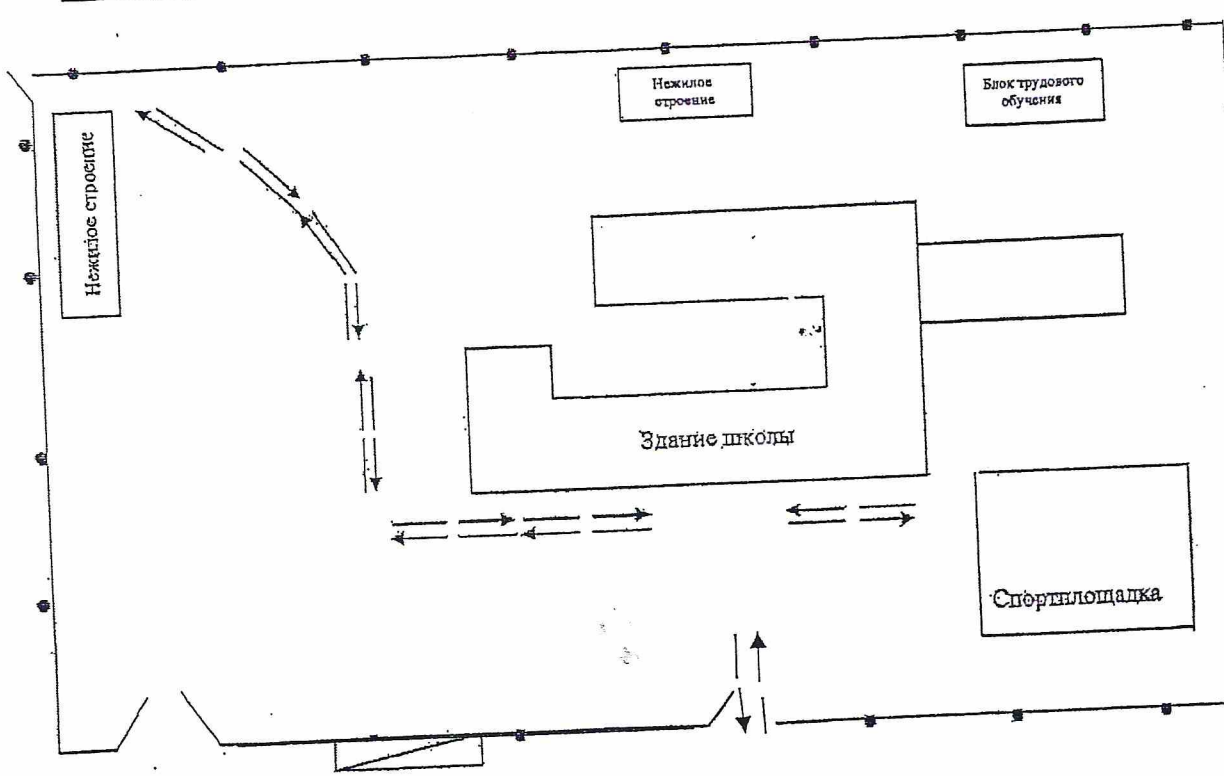 Нежилое
строение
Блок трудового
обучения
Нежилое строение
Здание школы
Спортплощадка